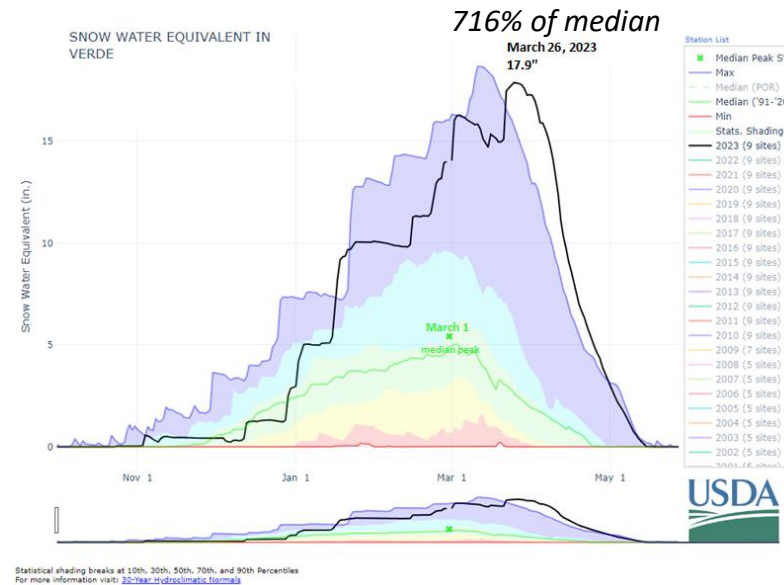 716% of median
SNOW WATER EQUIVALENT IN
VERDE
March 26, 2023
17.9"
Station List
Median Peak S
Max
Median (POR)
Median ('91-'2
Min
Stats. Shading
2023 (9 sites)
2022 (9 sites)
2021 (9 sites)
2020 (9 sites)
2019 (9 sites)
2018 (9 sites)
2017 (9 sites)
2016 (9 sites)
2015 (9 sites)
2014 (9 sites)
2013 (9 sites)
2012 (9 sites)
2011 (9 sites)
2010 (9 sites)
2009 (7 sites)
2008 (5 sites)
2007 (5 sites)
2006 (5 sites)
2005 (5 sites)
2004 (5 sites)
2003 (5 sites)
2002 (5 sites)
Snow Water Equivalent (in.)
15
10
5
0
March 1
median peak
Nov 1
Jan 1
Mar 1
May 1
USDA
Statistical shading breaks at 10th, 30th, 50th, 70th, and 90th Percentiles
For more information visit: 30-Year Hydroclimatic Normals